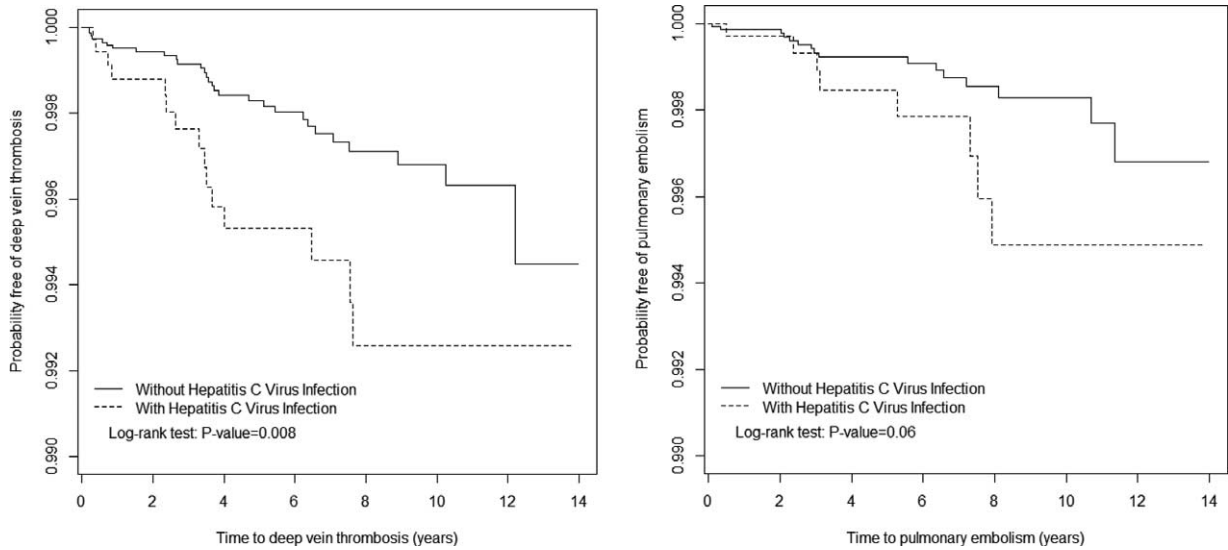 Probability free of deep vein thrombosis
1.000
0.998
0.996
0.994
0.992
0.990
Without Hepatitis C Virus Infection
With Hepatitis C Virus Infection
Log-rank test: P-value=0.008
0 2 4 6 8 10 12 14
Time to deep vein thrombosis (years)
Probability free of pulmonary embolism
1.000
0.998
0.996
0.994
0.992
0.990
Without Hepatitis C Virus Infection
With Hepatitis C Virus Infection
Log-rank test: P-value=0.06
0 2 4 6 8 10 12 14
Time to pulmonary embolism (years)